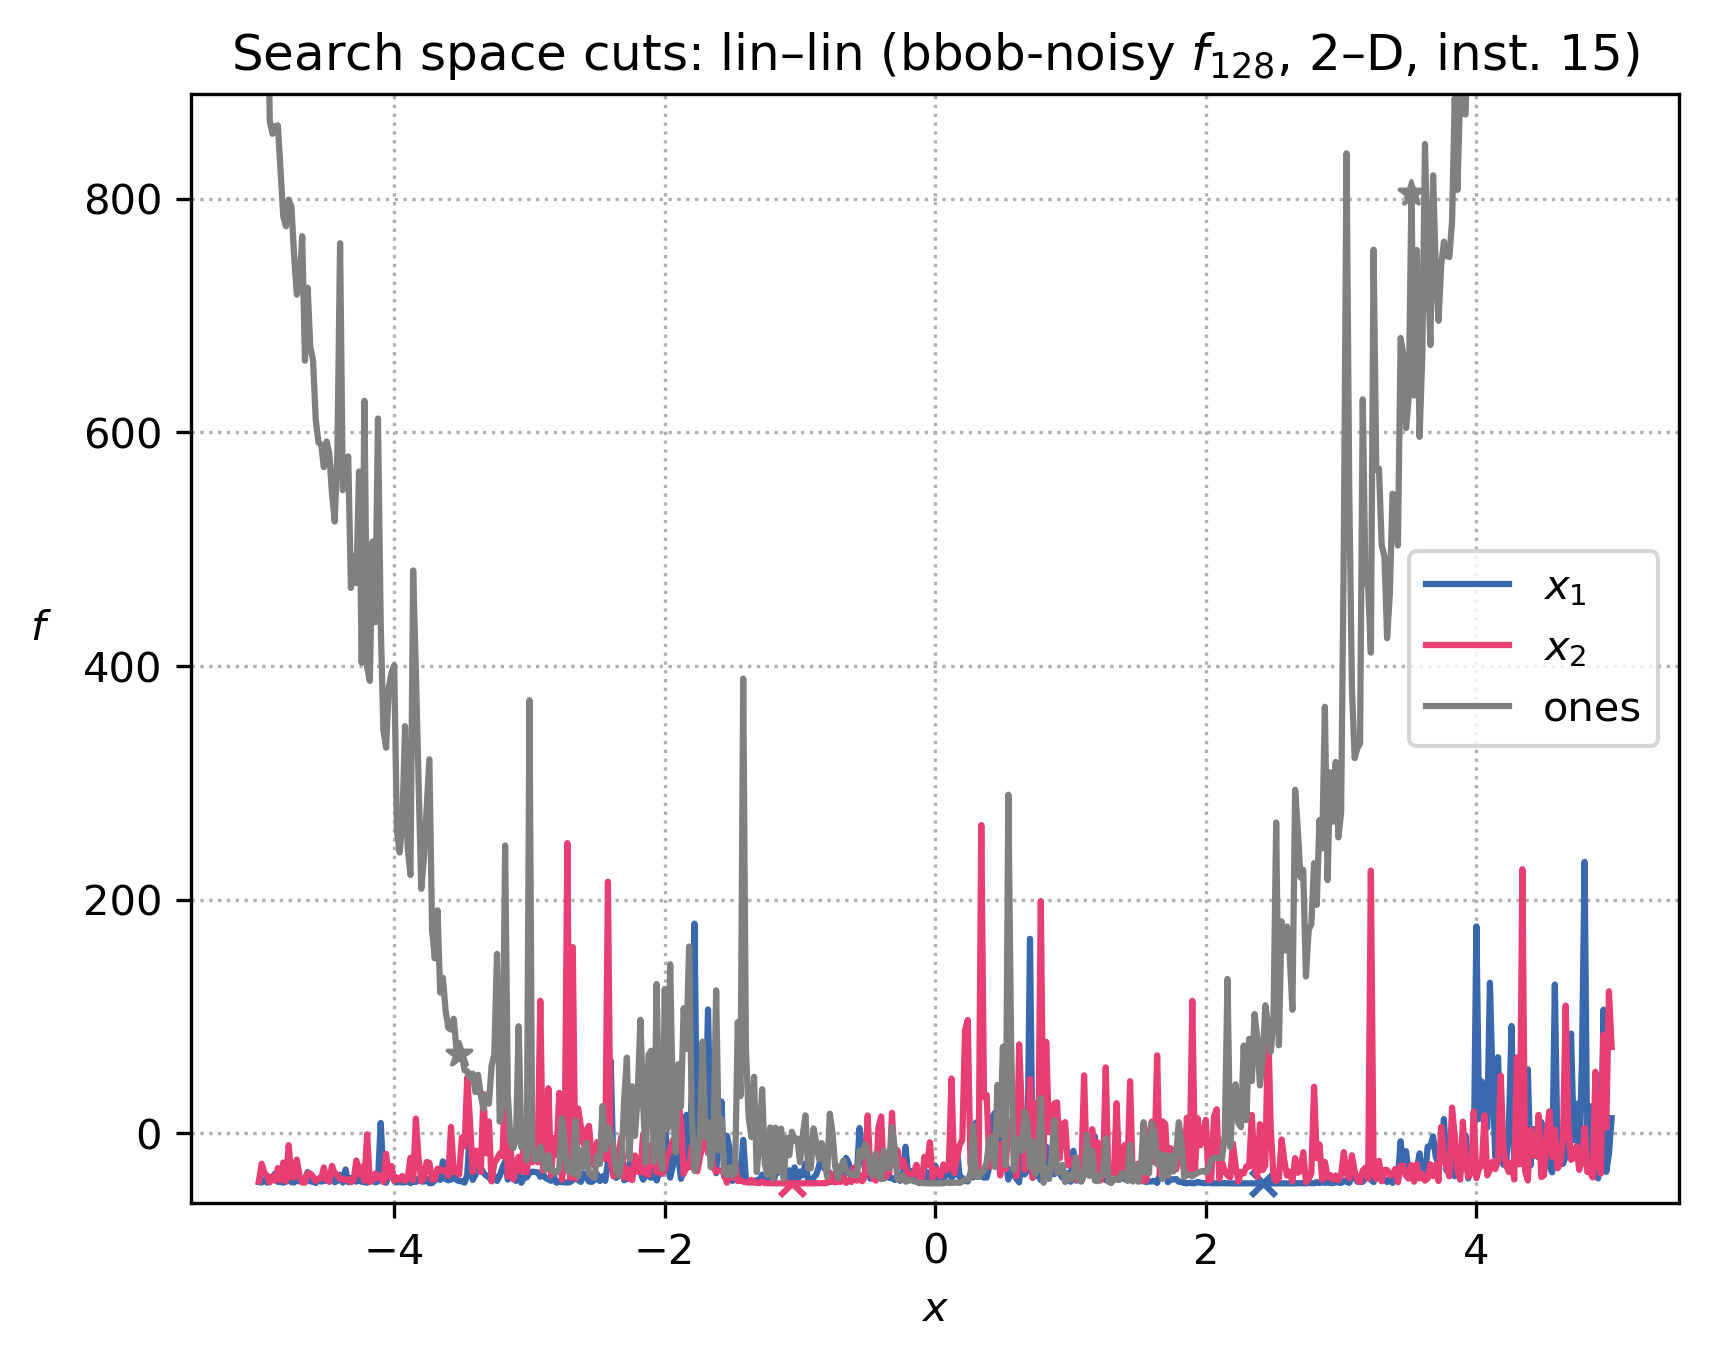 Search space cuts: lin–lin (bbob-noisy f₁₂₈, 2–D, inst. 15)
800
600
400
200
0
f
x₁
x₂
ones
−4 −2 0 2 4
x